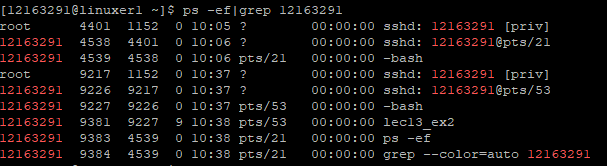 [12163291@linuxer1 ~]$ ps -ef|grep 12163291
root 4401 1152 0 10:05 ? 00:00:00 sshd: 12163291 [priv]
12163291 4538 4401 0 10:06 ? 00:00:00 sshd: 12163291@pts/21
12163291 4539 4538 0 10:06 pts/21 00:00:00 -bash
root 9217 1152 0 10:37 ? 00:00:00 sshd: 12163291 [priv]
12163291 9226 9217 0 10:37 ? 00:00:00 sshd: 12163291@pts/53
12163291 9227 9226 0 10:37 pts/53 00:00:00 -bash
12163291 9381 9227 9 10:38 pts/53 00:00:00 lec13_ex2
12163291 9383 4539 0 10:38 pts/21 00:00:00 ps -ef
12163291 9384 4539 0 10:38 pts/21 00:00:00 grep --color=auto 12163291